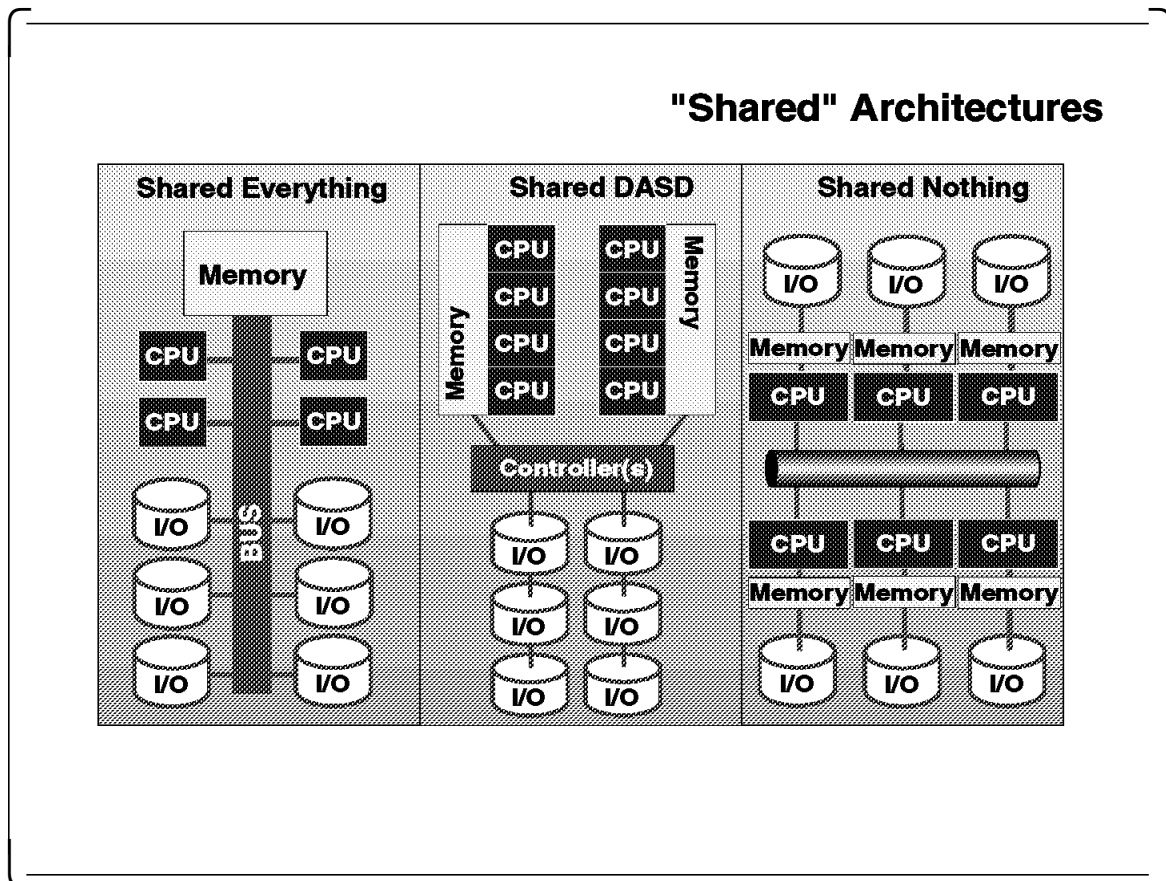 "Shared" Architectures
Shared Everything
Memory
CPU CPU
CPU CPU
BUS
I/O I/O
I/O I/O
I/O I/O
Shared DASD
Memory
CPU CPU
CPU CPU
CPU CPU
CPU CPU
Memory
Controller(s)
I/O I/O
I/O I/O
I/O I/O
Shared Nothing
I/O I/O I/O
Memory Memory Memory
CPU CPU CPU
CPU CPU CPU
Memory Memory Memory
I/O I/O I/O